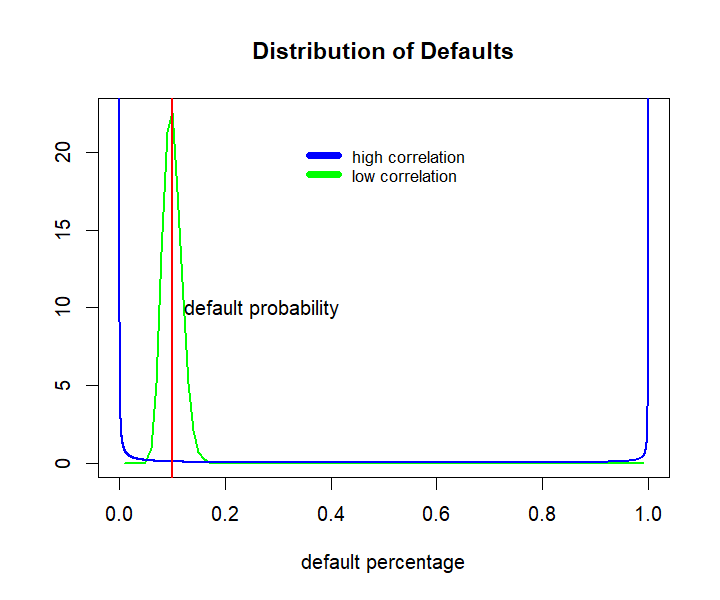 Distribution of Defaults
20
15
10
5
0
high correlation
low correlation
default probability
0.0 0.2 0.4 0.6 0.8 1.0
default percentage